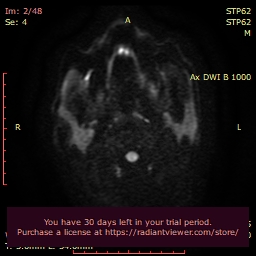 Im: 2/48
Se: 4
A
STP62
STP62
M
Ax DWI B 1000
R
L
You have 30 days left in your trial period.
Purchase a license at https://radiantviewer.com/store/